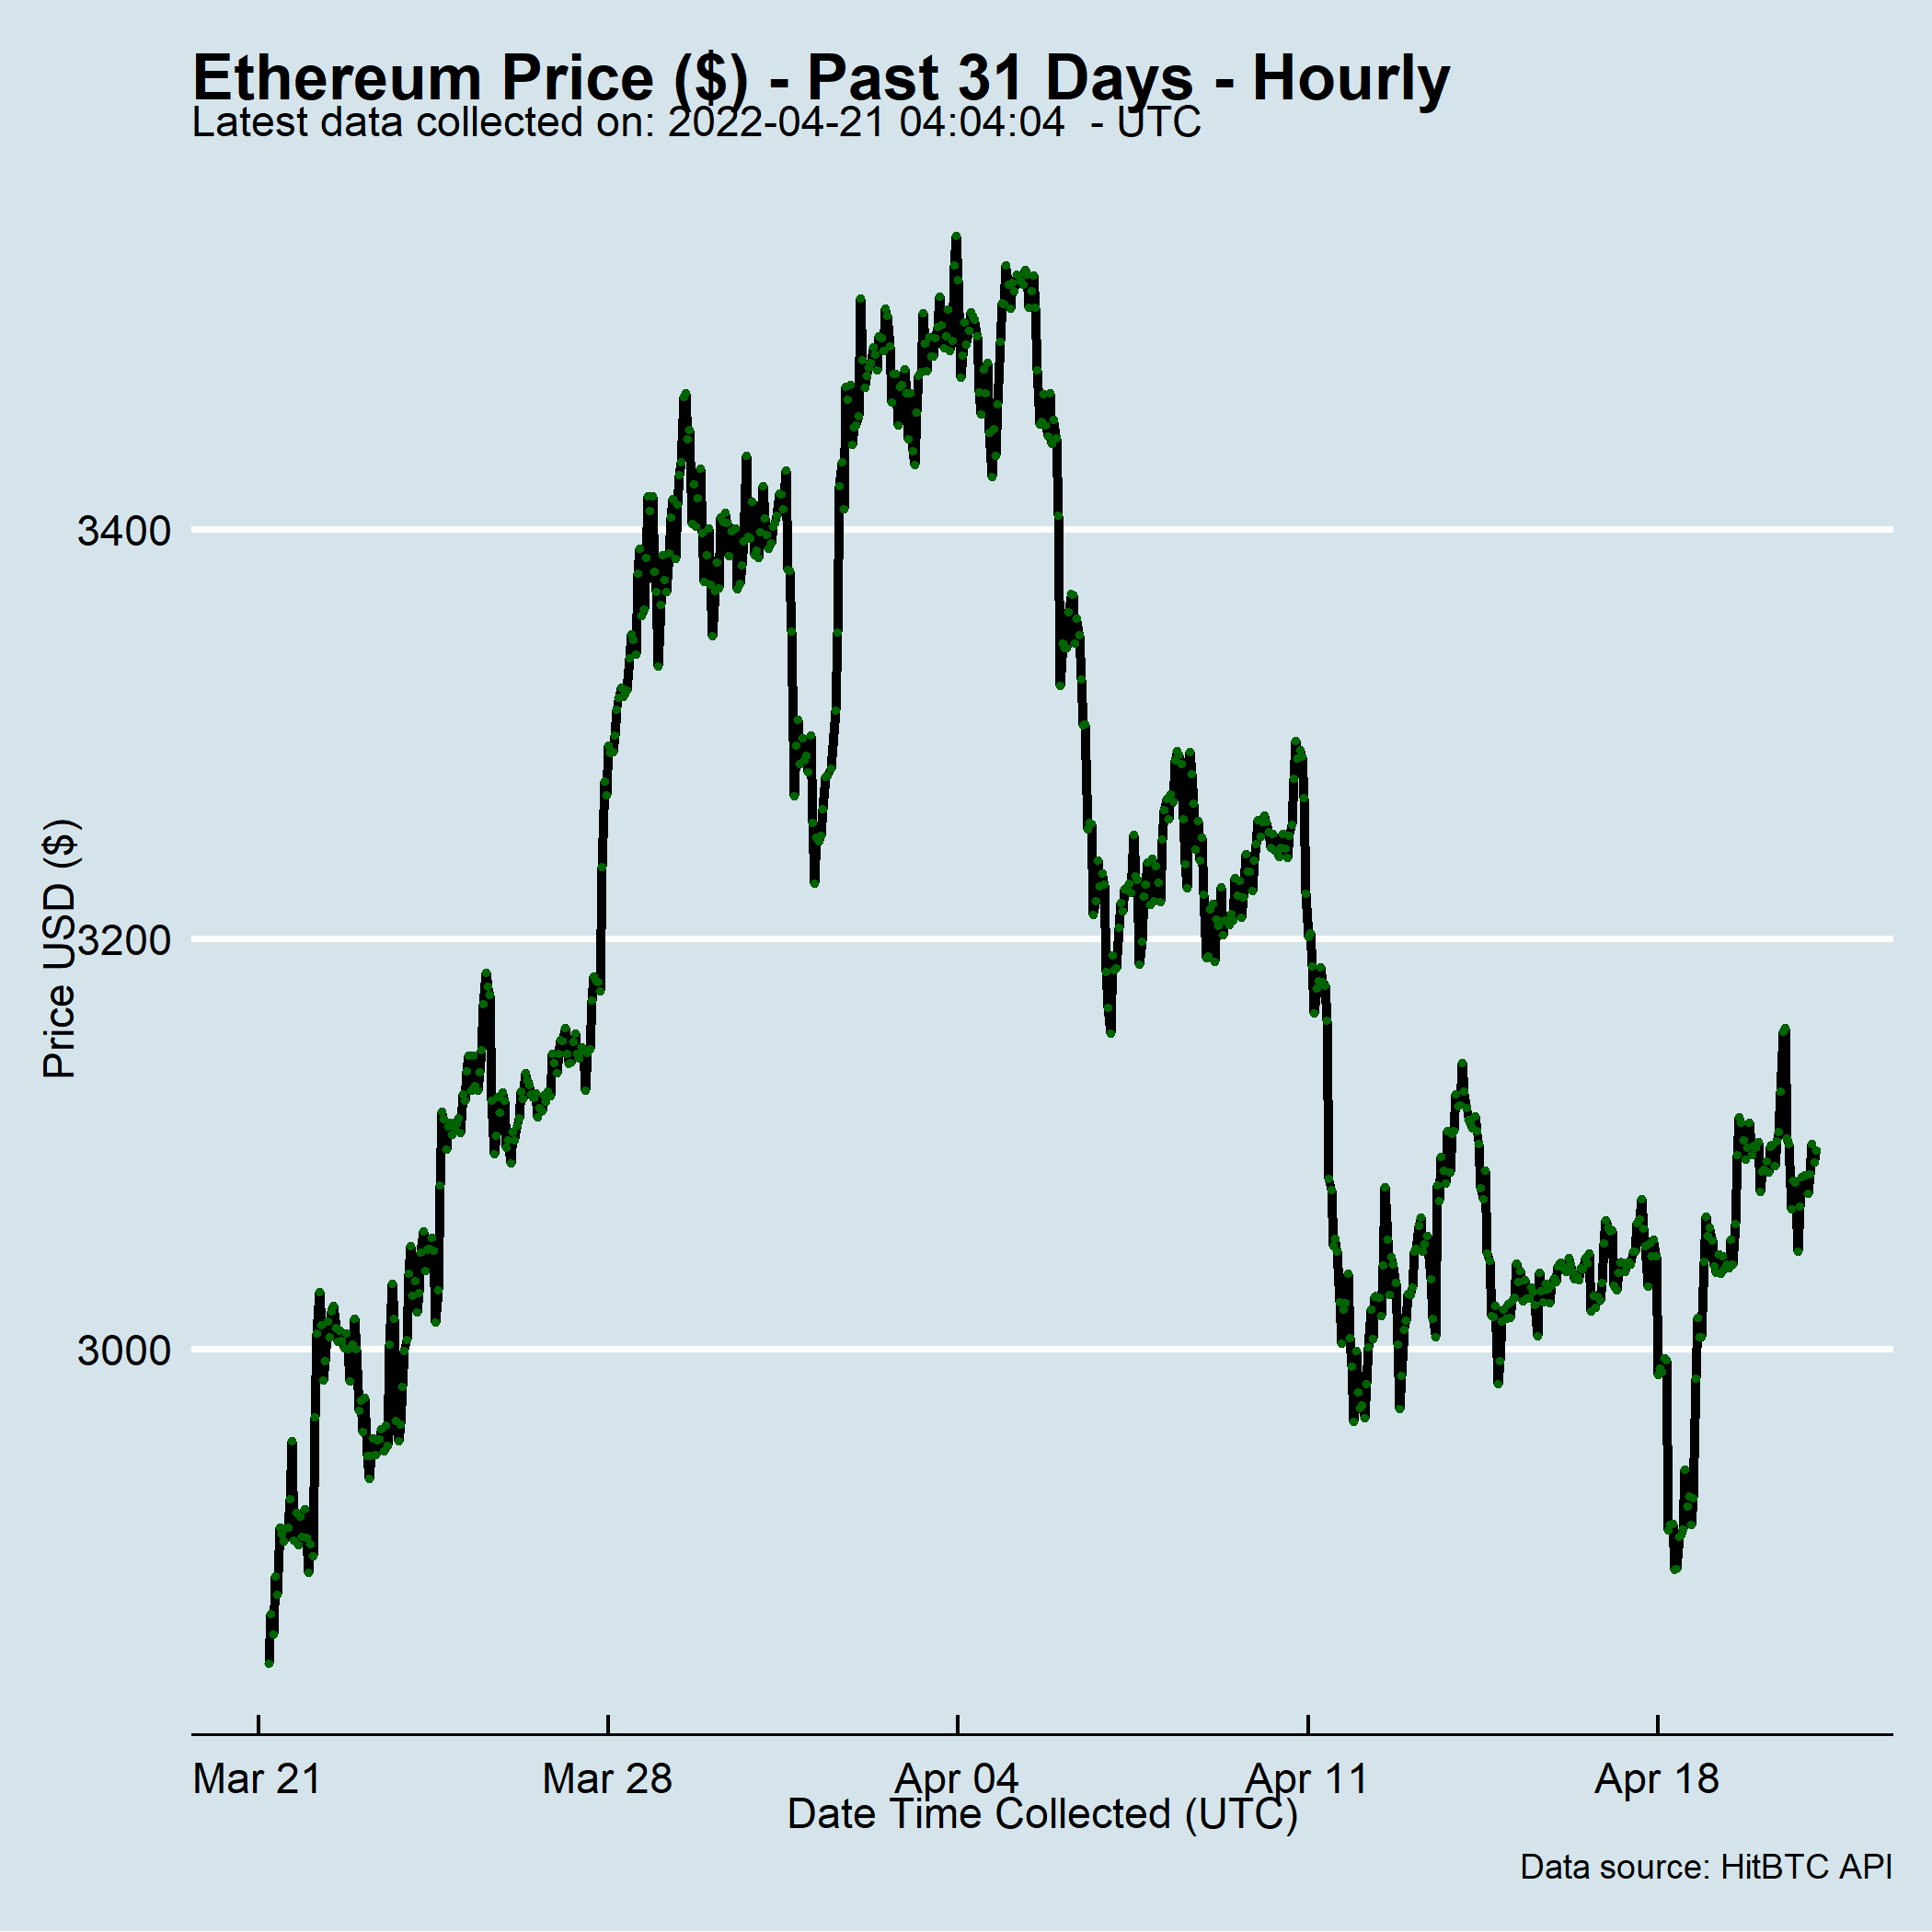 Ethereum Price ($) - Past 31 Days - Hourly
Latest data collected on: 2022-04-21 04:04:04  - UTC
Price USD ($)
3400
3200
3000
Mar 21
Mar 28
Apr 04
Apr 11
Apr 18
Date Time Collected (UTC)
Data source: HitBTC API